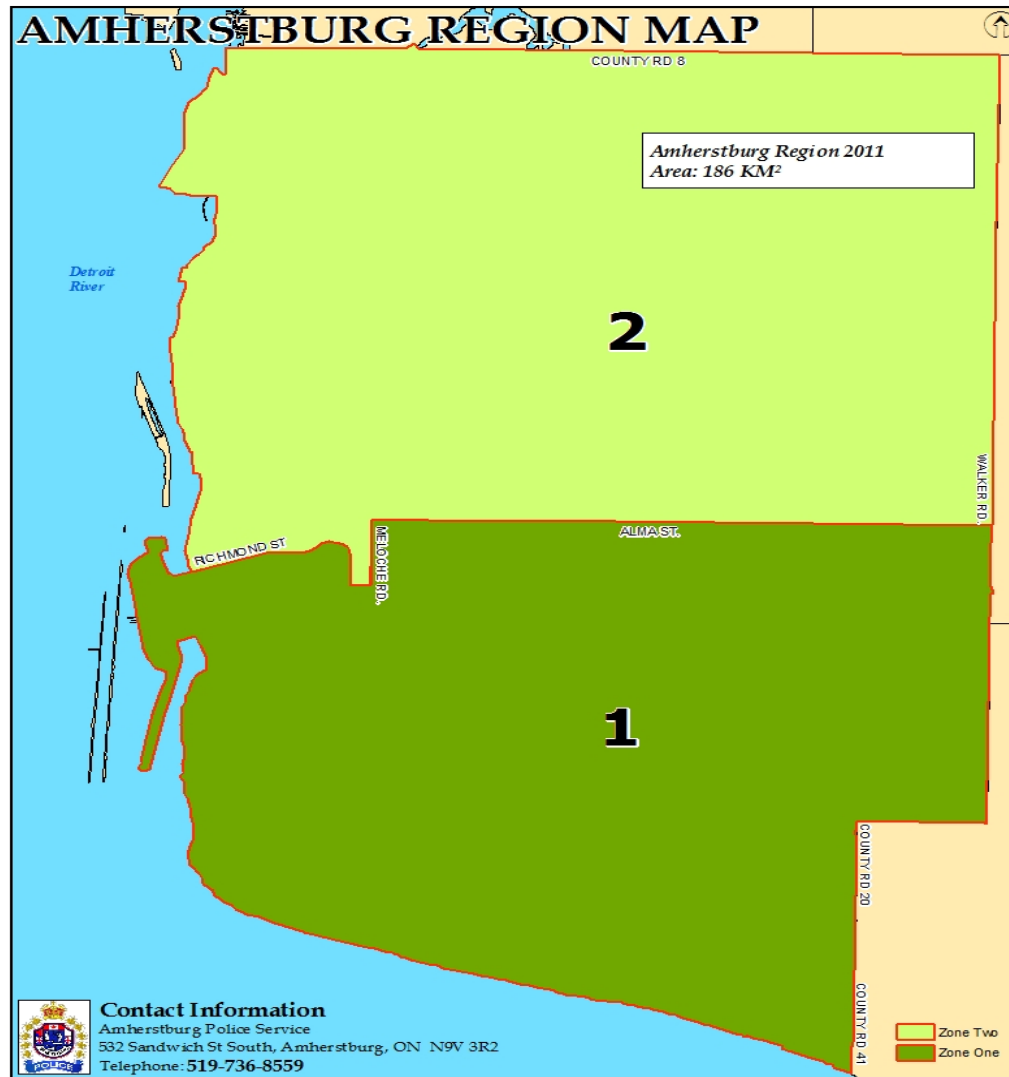 AMHERSTBURG REGION MAP
COUNTY RD 8
Amherstburg Region 2011
Area: 186 KM²
Detroit
River
2
WALKER RD.
RICHMOND ST
MELOCHE RD.
ALMA ST.
1
COUNTY RD 20
COUNTY RD 41
Contact Information
Amherstburg Police Service
532 Sandwich St South, Amherstburg, ON N9V 3R2
Telephone: 519-736-8559
POLICE
Zone Two
Zone One